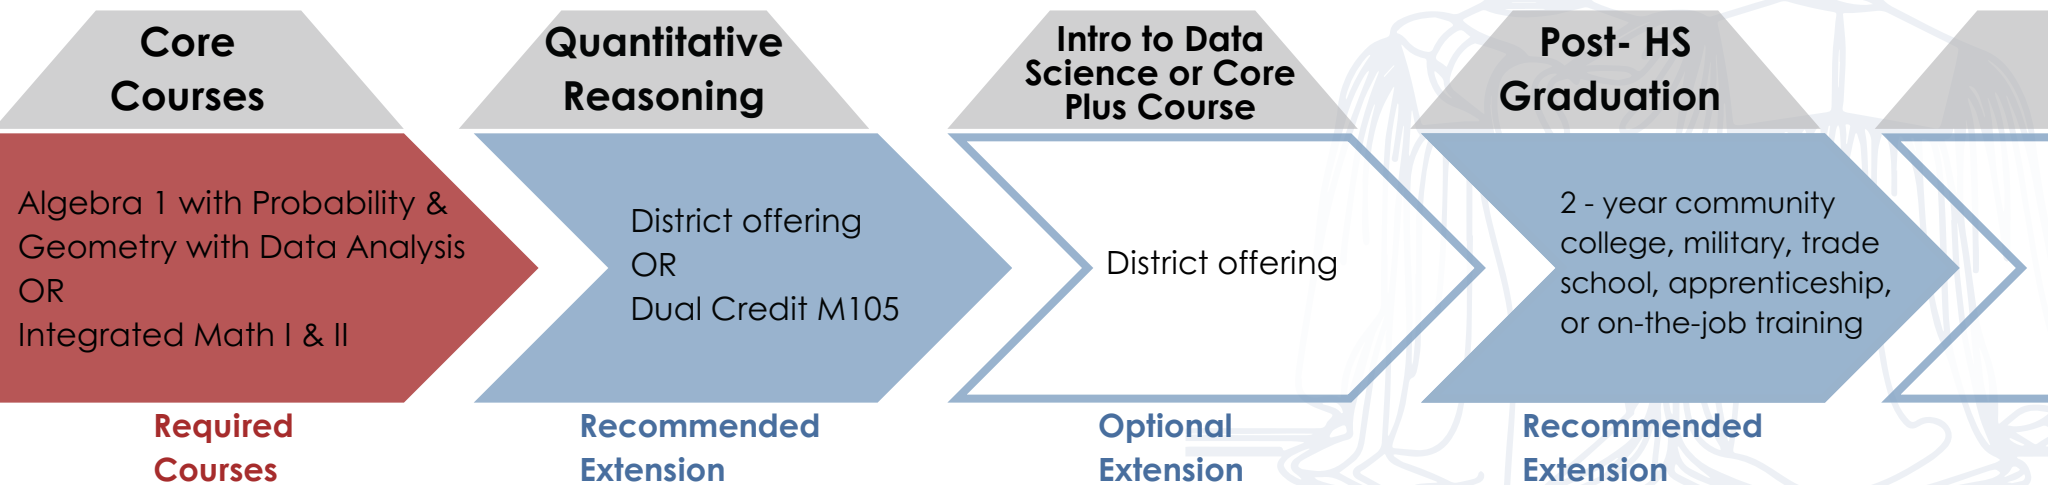 Core
Courses
Algebra 1 with Probability &
Geometry with Data Analysis
OR
Integrated Math I & II
Required
Courses
Quantitative
Reasoning
District offering
OR
Dual Credit M105
Recommended
Extension
Intro to Data
Science or Core
Plus Course
District offering
Optional
Extension
Post- HS
Graduation
2 - year community
college, military, trade
school, apprenticeship,
or on-the-job training
Recommended
Extension